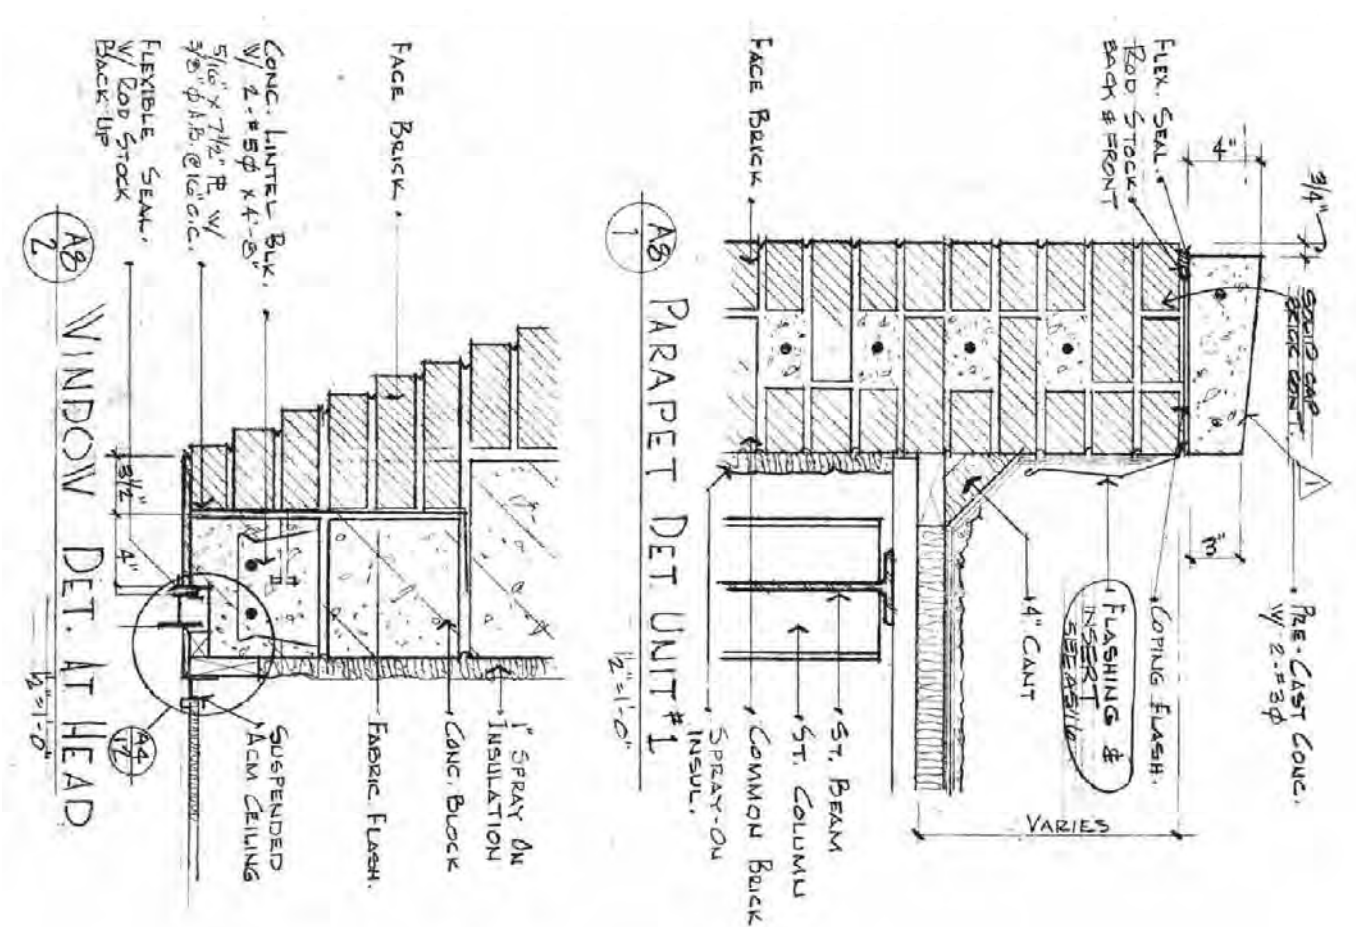 3/4"
4"
3"
SOLID CAP
BRICK CONT.
1
PRE-CAST CONC.
W/ 2-#3φ
FLEX. SEAL.
ROD STOCK
BACK & FRONT
COPING FLASH.
FLASHING &
INSERT
4" CANT
VARIES
FACE BRICK
ST. BEAM
ST. COLUMN
COMMON BRICK
SPRAY-ON
INSUL.
A8
1
PARAPET DET. UNIT #1
1/2"=1'-0"
FACE BRICK
CONC. LINTEL BLK.
W/ 2-#5φ x 4'-8"
5/16" x 7 1/2" PL W/
3/8" φ A.B. @ 16" O.C.
FLEXIBLE SEAL
W/ ROD STOCK
BACK UP
3 1/2"
4"
1" SPRAY ON
INSULATION
CONC. BLOCK
FABRIC FLASH.
SUSPENDED
ACM CEILING
A4
A8
2
WINDOW DET. AT HEAD
1/2"=1'-0"